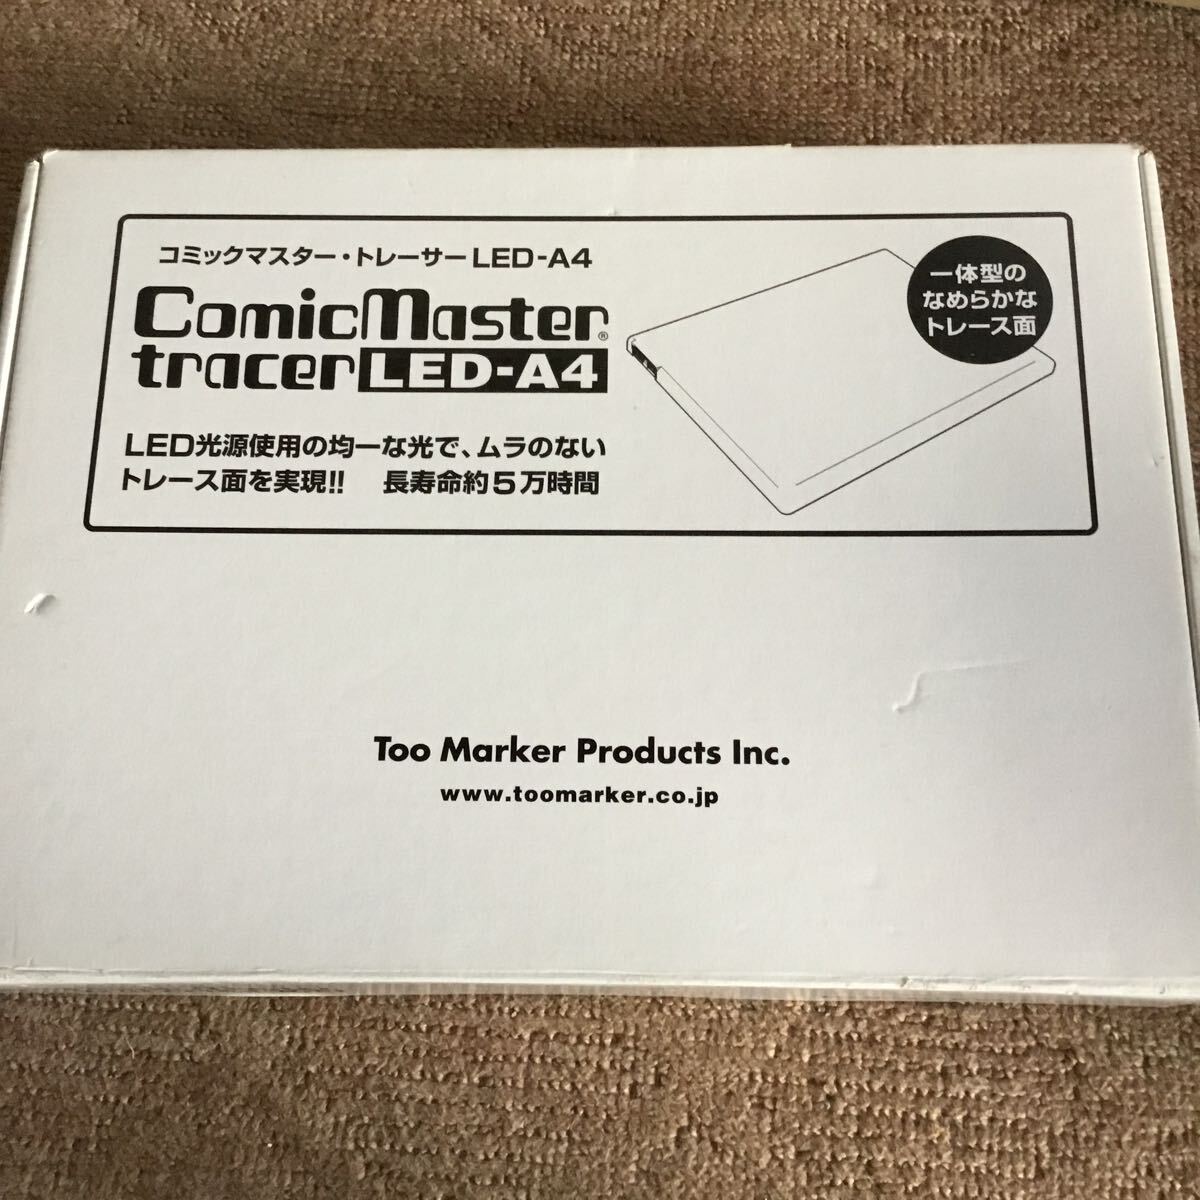 コミックマスター・トレーサー LED-A4
ComicMaster®
tracer LED-A4
LED光源使用の均一な光で、ムラのない
トレース面を実現!! 長寿命約5万時間
一体型の
なめらかな
トレース面
Too Marker Products Inc.
www.toomarker.co.jp